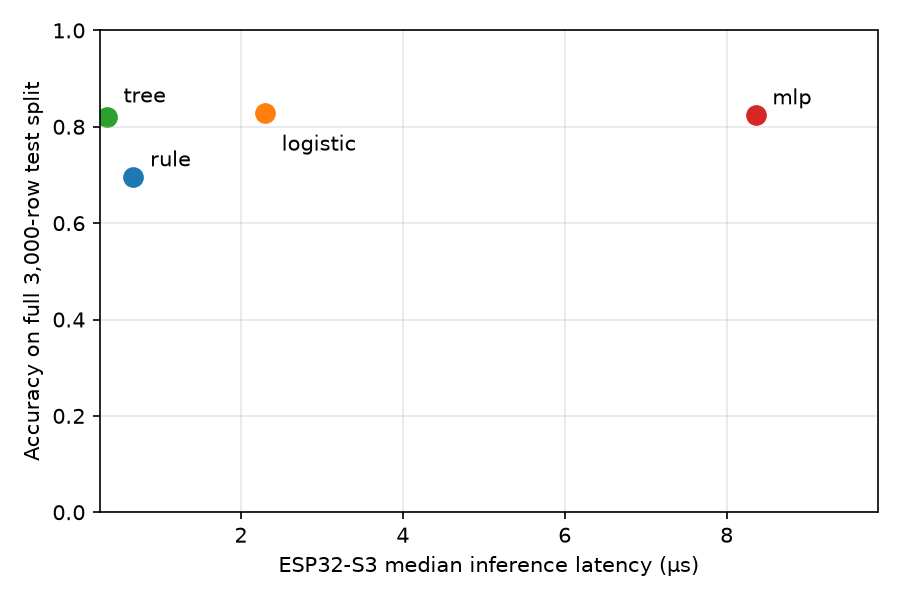 1.0
0.8
0.6
0.4
0.2
0.0
Accuracy on full 3,000-row test split
tree
rule
logistic
mlp
2
4
6
8
ESP32-S3 median inference latency (μs)